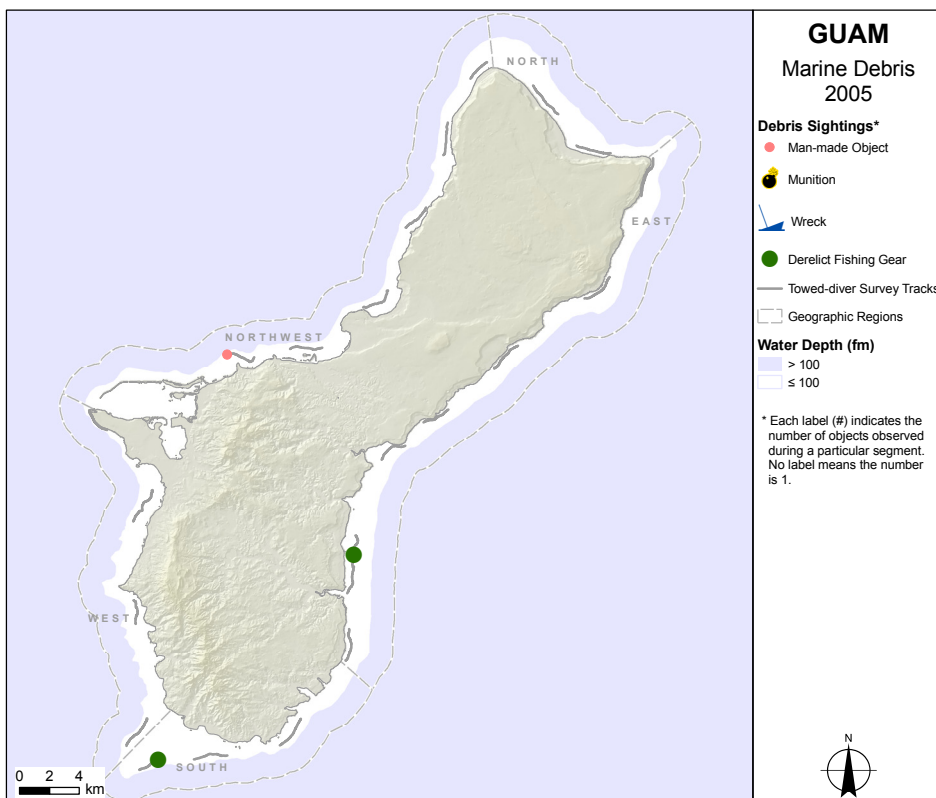 GUAM
Marine Debris
2005
Debris Sightings*
Man-made Object
Munition
Wreck
Derelict Fishing Gear
Towed-diver Survey Tracks
Geographic Regions
Water Depth (fm)
> 100
≤ 100
* Each label (#) indicates the
number of objects observed
during a particular segment.
No label means the number
is 1.
N
NORTH
EAST
NORTHWEST
WEST
SOUTH
0 2 4
km